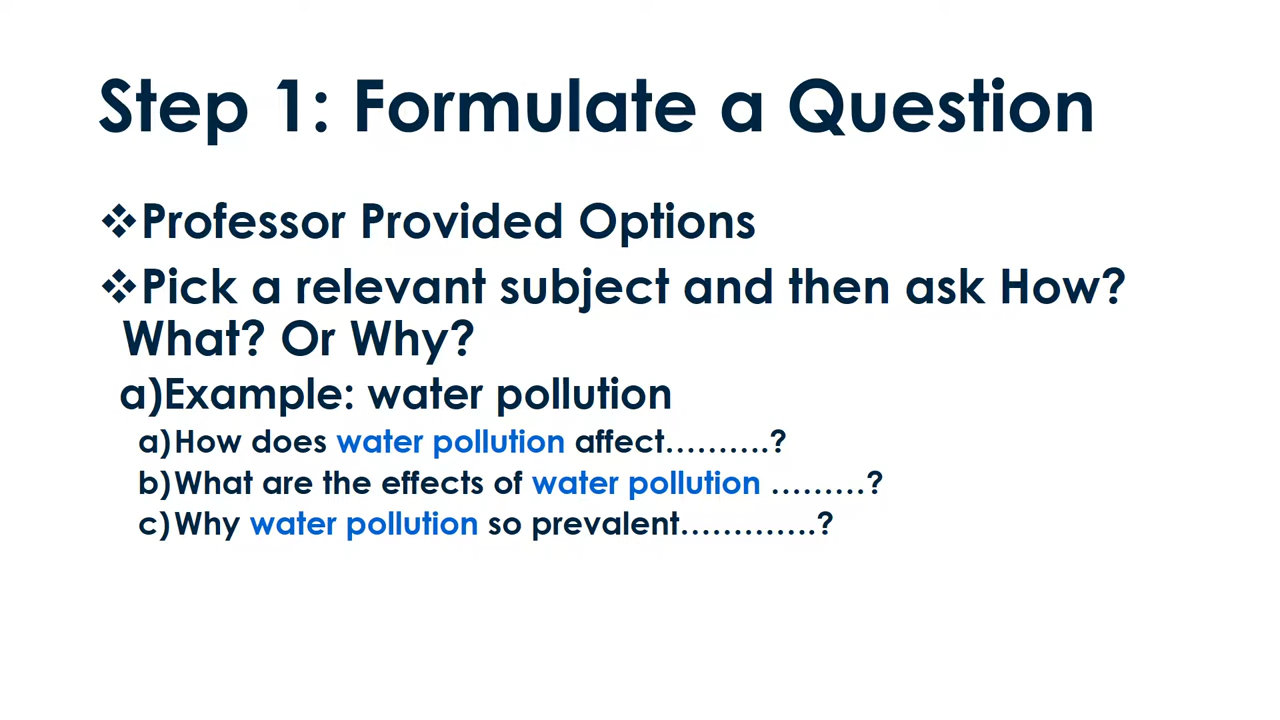 Step 1: Formulate a Question
❖Professor Provided Options
❖Pick a relevant subject and then ask How?
What? Or Why?
a)Example: water pollution
a)How does water pollution affect……….?
b)What are the effects of water pollution ………?
c)Why water pollution so prevalent………….?